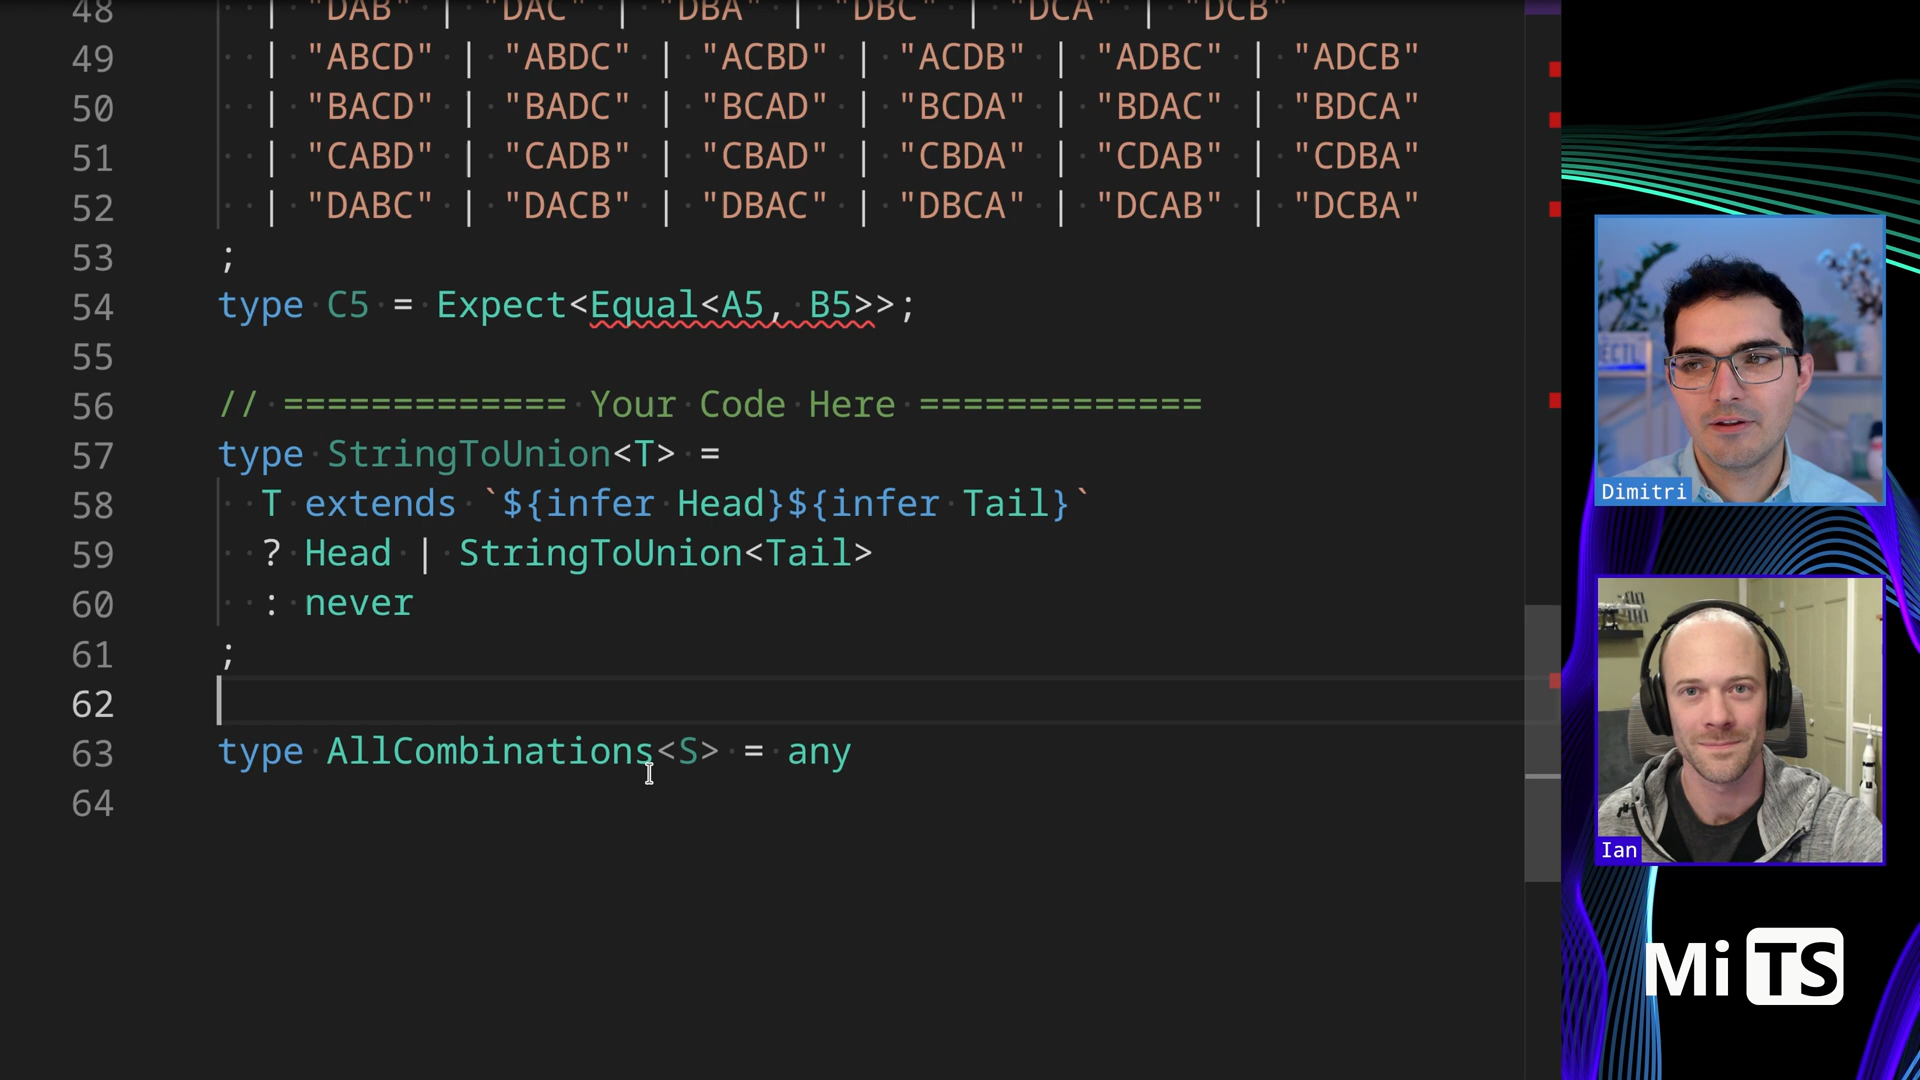 48 | "DAB" | "DAC" | "DBA" | "DBC" | "DCA" | "DCB"
49 | "ABCD" | "ABDC" | "ACBD" | "ACDB" | "ADBC" | "ADCB"
50 | "BACD" | "BADC" | "BCAD" | "BCDA" | "BDAC" | "BDCA"
51 | "CABD" | "CADB" | "CBAD" | "CBDA" | "CDAB" | "CDBA"
52 | "DABC" | "DACB" | "DBAC" | "DBCA" | "DCAB" | "DCBA"
53 ;
54 type C5 = Expect<Equal<A5, B5>>;
55
56 // ============= Your Code Here =============
57 type StringToUnion<T> =
58 T extends `${infer Head}${infer Tail}`
59 ? Head | StringToUnion<Tail>
60 : never
61 ;
62
63 type AllCombinations<S> = any
64
ECTL
Dimitri
Ian
Mi TS